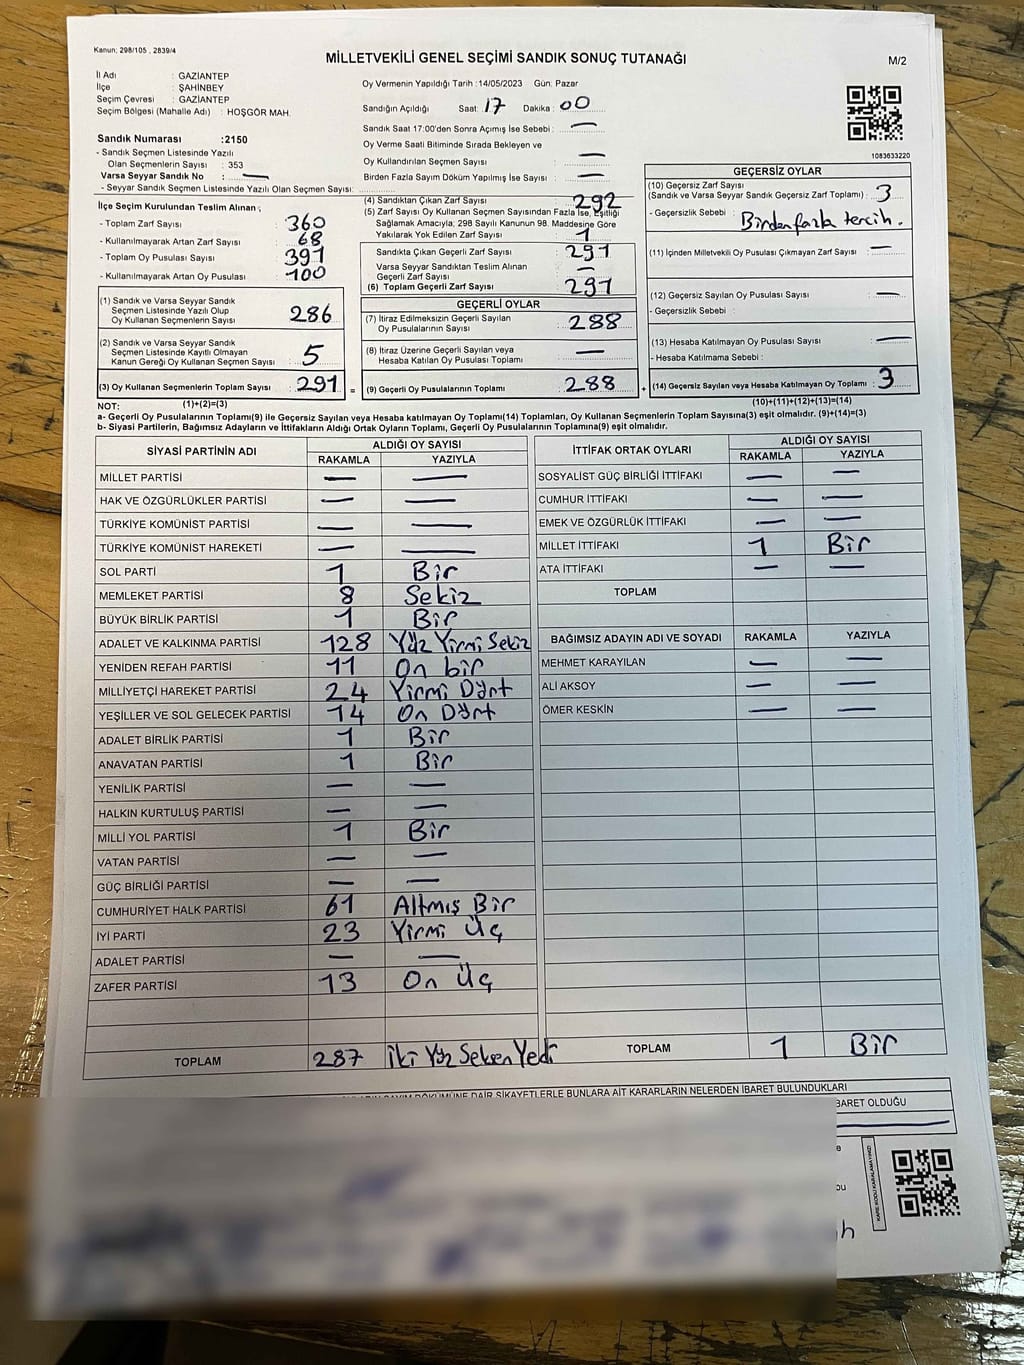 Kanun; 298/105 , 2839/4
MİLLETVEKİLİ GENEL SEÇİMİ SANDIK SONUÇ TUTANAĞI
M/2
İl Adı : GAZİANTEP
İlçe : ŞAHİNBEY
Seçim Çevresi : GAZİANTEP
Seçim Bölgesi (Mahalle Adı) : HOŞGÖR MAH.
Sandık Numarası :2150
- Sandık Seçmen Listesinde Yazılı
Olan Seçmenlerin Sayısı : 353
Varsa Seyyar Sandık No : —
- Seyyar Sandık Seçmen Listesinde Yazılı Olan Seçmen Sayısı:
Oy Vermenin Yapıldığı Tarih :14/05/2023 Gün: Pazar
Sandığın Açıldığı Saat: 17 Dakika: 00
Sandık Saat 17:00'den Sonra Açımış İse Sebebi : —
Oy Verme Saati Bitiminde Sırada Bekleyen ve
Oy Kullandırılan Seçmen Sayısı —
Birden Fazla Sayım Döküm Yapılmış İse Sayısı —
1083633220
İlçe Seçim Kurulundan Teslim Alınan ;
- Toplam Zarf Sayısı : 360
- Kullanılmayarak Artan Zarf Sayısı : 68
- Toplam Oy Pusulası Sayısı : 391
- Kullanılmayarak Artan Oy Pusulası : 100
(1) Sandık ve Varsa Seyyar Sandık
Seçmen Listesinde Yazılı Olup
Oy Kullanan Seçmenlerin Sayısı : 286
(2) Sandık ve Varsa Seyyar Sandık
Seçmen Listesinde Kayıtlı Olmayan
Kanun Gereği Oy Kullanan Seçmen Sayısı : 5
(3) Oy Kullanan Seçmenlerin Toplam Sayısı : 291 =
(4) Sandıktan Çıkan Zarf Sayısı : 292
(5) Zarf Sayısı Oy Kullanan Seçmen Sayısından Fazla İse, Eşitliği
Sağlamak Amacıyla, 298 Sayılı Kanunun 98. Maddesine Göre
Yakılarak Yok Edilen Zarf Sayısı : 1
Sandıkta Çıkan Geçerli Zarf Sayısı : 291
Varsa Seyyar Sandıktan Teslim Alınan
Geçerli Zarf Sayısı : —
(6) Toplam Geçerli Zarf Sayısı : 291
GEÇERLİ OYLAR
(7) İtiraz Edilmeksizin Geçerli Sayılan
Oy Pusulalarının Sayısı : 288
(8) İtiraz Üzerine Geçerli Sayılan veya
Hesaba Katılan Oy Pusulası Toplamı : —
(9) Geçerli Oy Pusulalarının Toplamı : 288 +
GEÇERSİZ OYLAR
(10) Geçersiz Zarf Sayısı
(Sandık ve Varsa Seyyar Sandık Geçersiz Zarf Toplamı) : 3
- Geçersizlik Sebebi : Birden fazla tercih.
(11) İçinden Milletvekili Oy Pusulası Çıkmayan Zarf Sayısı : —
(12) Geçersiz Sayılan Oy Pusulası Sayısı : —
- Geçersizlik Sebebi :
(13) Hesaba Katılmayan Oy Pusulası Sayısı : —
- Hesaba Katılmama Sebebi :
(14) Geçersiz Sayılan veya Hesaba Katılmayan Oy Toplamı : 3
NOT: (1)+(2)=(3)
(10)+(11)+(12)+(13)=(14)
a- Geçerli Oy Pusulalarının Toplamı(9) ile Geçersiz Sayılan veya Hesaba katılmayan Oy Toplamı(14) Toplamları, Oy Kullanan Seçmenlerin Toplam Sayısına(3) eşit olmalıdır. (9)+(14)=(3)
b- Siyasi Partilerin, Bağımsız Adayların ve İttifakların Aldığı Ortak Oyların Toplamı, Geçerli Oy Pusulalarının Toplamına(9) eşit olmalıdır.
SİYASİ PARTİNİN ADI ALDIĞI OY SAYISI
RAKAMLA YAZIYLA
MİLLET PARTİSİ — —
HAK VE ÖZGÜRLÜKLER PARTİSİ — —
TÜRKİYE KOMÜNİST PARTİSİ — —
TÜRKİYE KOMÜNİST HAREKETİ — —
SOL PARTİ 1 Bir
MEMLEKET PARTİSİ 8 Sekiz
BÜYÜK BİRLİK PARTİSİ 1 Bir
ADALET VE KALKINMA PARTİSİ 128 Yüz Yirmi Sekiz
YENİDEN REFAH PARTİSİ 11 On bir
MİLLİYETÇİ HAREKET PARTİSİ 24 Yirmi Dört
YEŞİLLER VE SOL GELECEK PARTİSİ 14 On Dört
ADALET BİRLİK PARTİSİ 1 Bir
ANAVATAN PARTİSİ 1 Bir
YENİLİK PARTİSİ — —
HALKIN KURTULUŞ PARTİSİ — —
MİLLİ YOL PARTİSİ 1 Bir
VATAN PARTİSİ — —
GÜÇ BİRLİĞİ PARTİSİ — —
CUMHURİYET HALK PARTİSİ 61 Altmış Bir
İYİ PARTİ 23 Yirmi Üç
ADALET PARTİSİ — —
ZAFER PARTİSİ 13 On Üç
TOPLAM 287 İki Yüz Seksen Yedi
İTTİFAK ORTAK OYLARI ALDIĞI OY SAYISI
RAKAMLA YAZIYLA
SOSYALİST GÜÇ BİRLİĞİ İTTİFAKI — —
CUMHUR İTTİFAKI — —
EMEK VE ÖZGÜRLÜK İTTİFAKI — —
MİLLET İTTİFAKI 1 Bir
ATA İTTİFAKI — —
TOPLAM
BAĞIMSIZ ADAYIN ADI VE SOYADI RAKAMLA YAZIYLA
MEHMET KARAYILAN — —
ALİ AKSOY — —
ÖMER KESKİN — —
TOPLAM 1 Bir
DÖKÜMÜNE DAİR ŞİKAYETLERLE BUNLARA AİT KARARLARIN NELERDEN İBARET BULUNDUKLARI
BARET OLDUĞU
KARE KODU KARALAMAYINIZ!